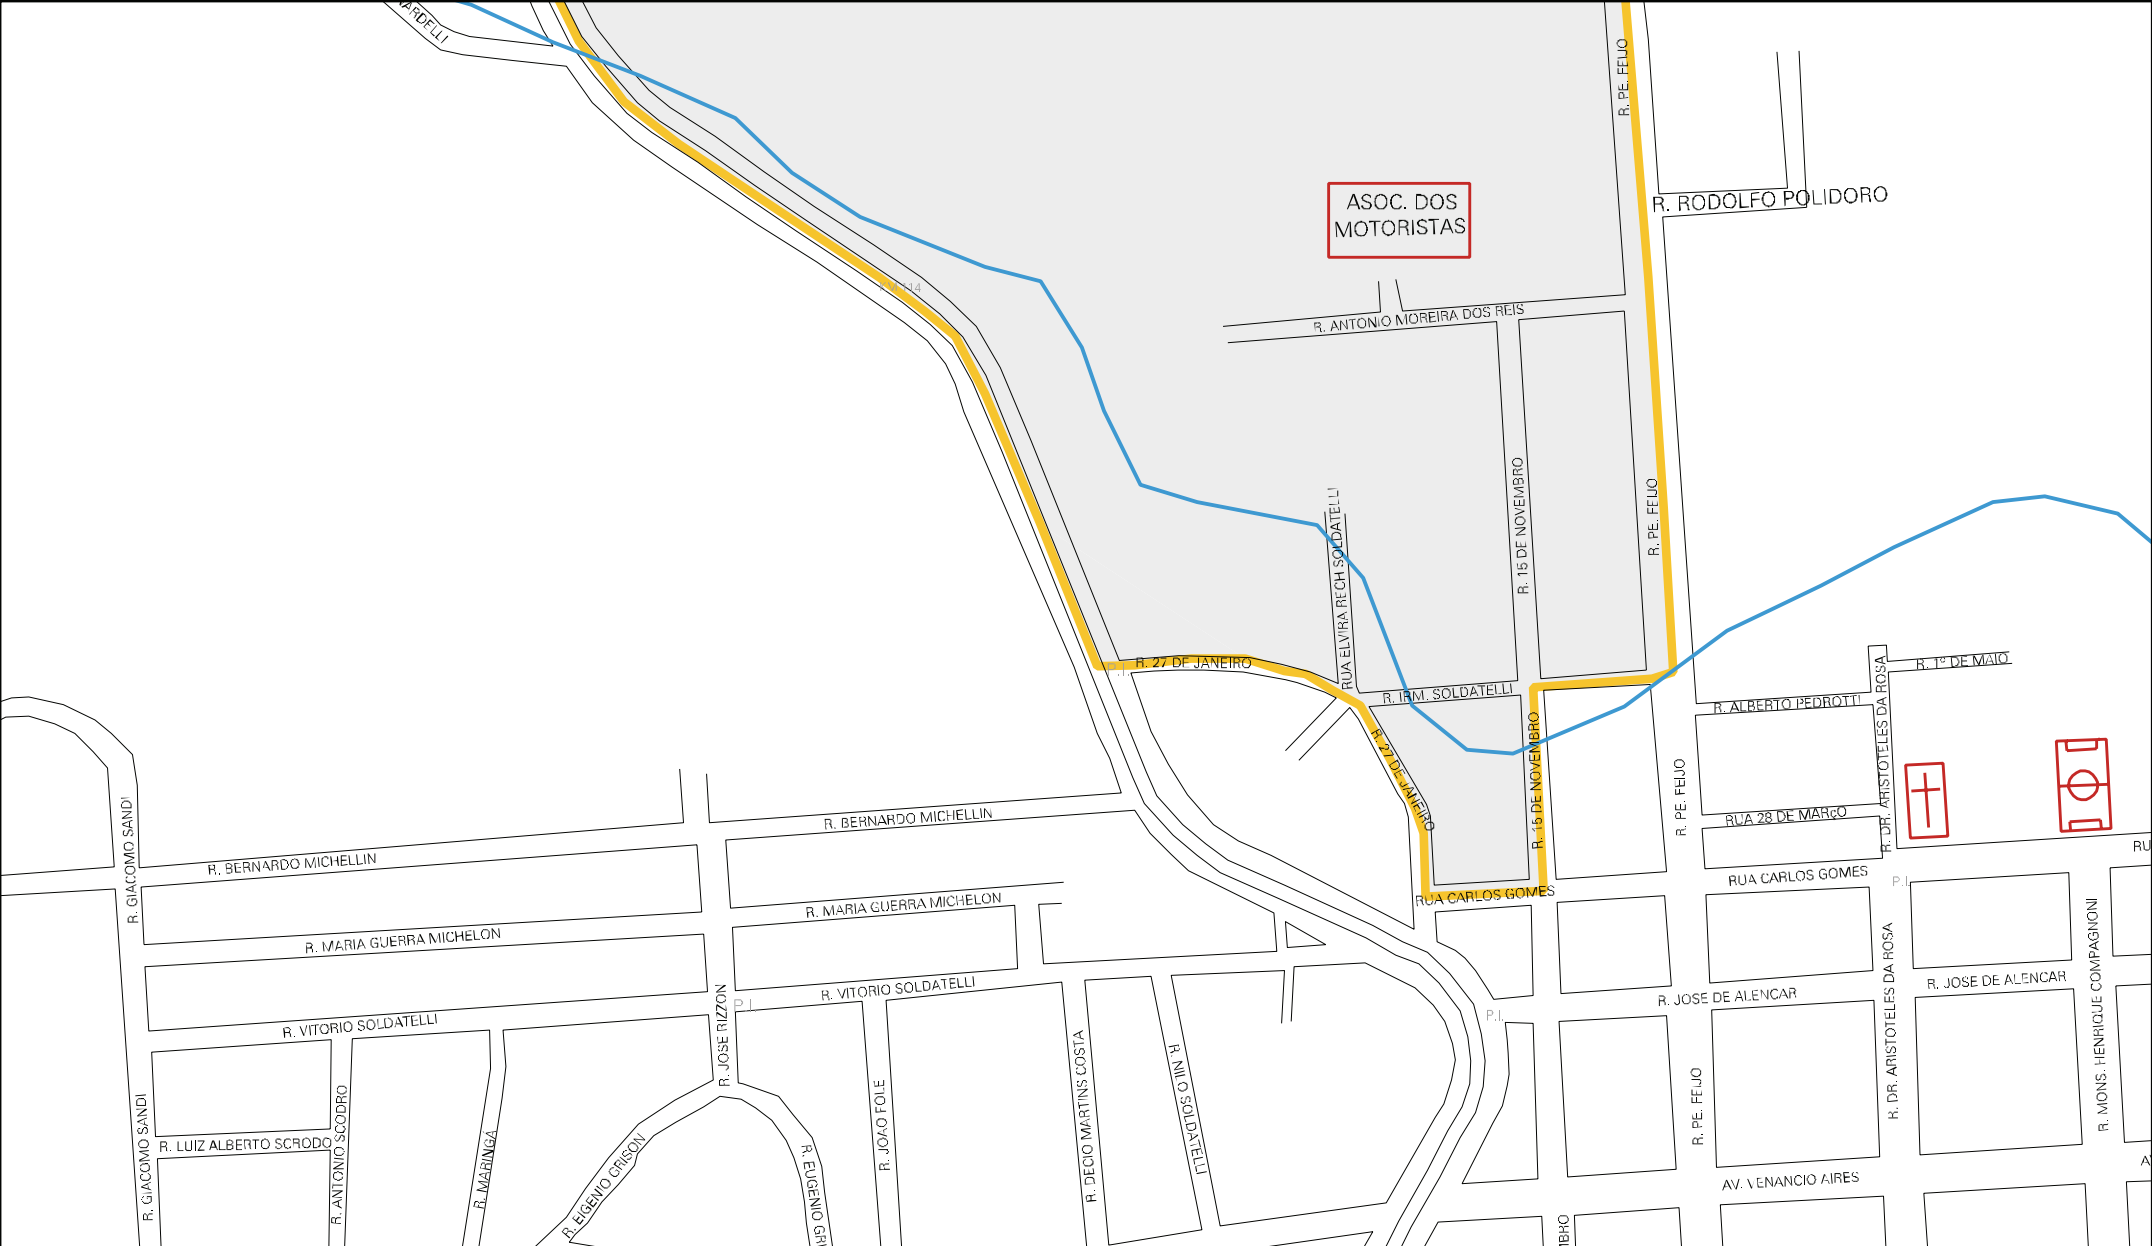 R. PE. FEIJO
R. RODOLFO POLIDORO
ASOC. DOS
MOTORISTAS
R. ANTONIO MOREIRA DOS REIS
R. 15 DE NOVEMBRO
R. PE. FEIJO
RUA ELVIRA RECH SOLDATELLI
P.I.
R. 27 DE JANEIRO
R. IRM. SOLDATELLI
R. 1º DE MAIO
R. ALBERTO PEDROTTI
R. DR. ARISTOTELES DA ROSA
R. 27 DE JANEIRO
R. 15 DE NOVEMBRO
R. PE. FEIJO
RUA 28 DE MARçO
R. GIACOMO SANDI
R. BERNARDO MICHELLIN
R. BERNARDO MICHELLIN
RUA CARLOS GOMES
P.I.
RUA CARLOS GOMES
R. MARIA GUERRA MICHELON
R. MARIA GUERRA MICHELON
R. DR. ARISTOTELES DA ROSA
R. MONS. HENRIQUE COMPAGNONI
R. JOSE DE ALENCAR
R. JOSE DE ALENCAR
R. VITORIO SOLDATELLI
R. VITORIO SOLDATELLI
P.I.
P.I.
R. JOSE RIZZON
R. DECIO MARTINS COSTA
R. NILO SOLDATELLI
R. PE. FEIJO
R. JOAO FOLE
R. GIACOMO SANDI
R. LUIZ ALBERTO SCRODO
R. ANTONIO SCODRO
R. MARINGA
R. EIGENIO GRISON
R. EUGENIO GRI
AV. VENANCIO AIRES